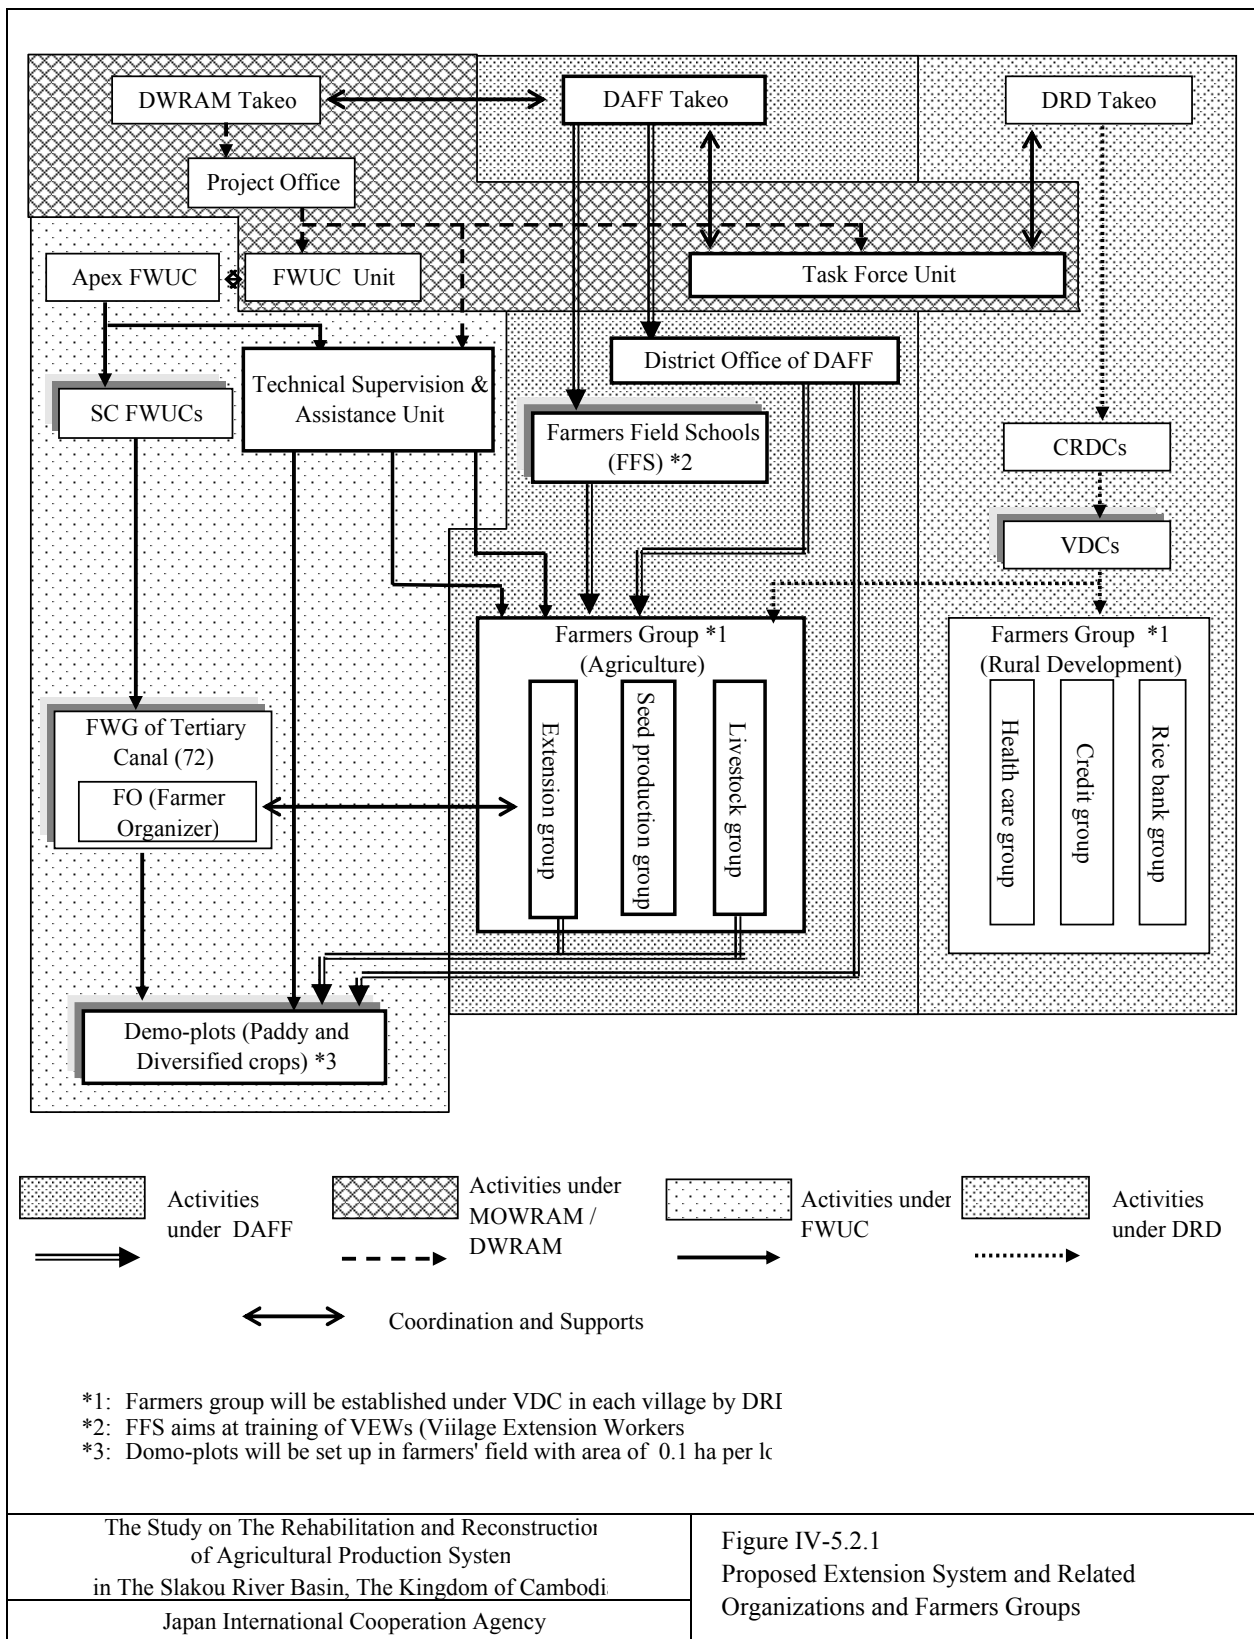 DWRAM Takeo
DAFF Takeo
DRD Takeo
Project Office
Apex FWUC
FWUC Unit
Task Force Unit
Technical Supervision &
Assistance Unit
District Office of DAFF
SC FWUCs
Farmers Field Schools
(FFS) *2
CRDCs
VDCs
Farmers Group *1
(Agriculture)
Extension group
Seed production group
Livestock group
Farmers Group *1
(Rural Development)
Health care group
Credit group
Rice bank group
FWG of Tertiary
Canal (72)
FO (Farmer
Organizer)
Demo-plots (Paddy and
Diversified crops) *3
Activities
under DAFF
Activities under
MOWRAM /
DWRAM
Activities under
FWUC
Activities
under DRD
Coordination and Supports
*1: Farmers group will be established under VDC in each village by DRI
*2: FFS aims at training of VEWs (Viilage Extension Workers
*3: Domo-plots will be set up in farmers' field with area of 0.1 ha per lo
The Study on The Rehabilitation and Reconstruction
of Agricultural Production System
in The Slakou River Basin, The Kingdom of Cambodi
Japan International Cooperation Agency
Figure IV-5.2.1
Proposed Extension System and Related
Organizations and Farmers Groups